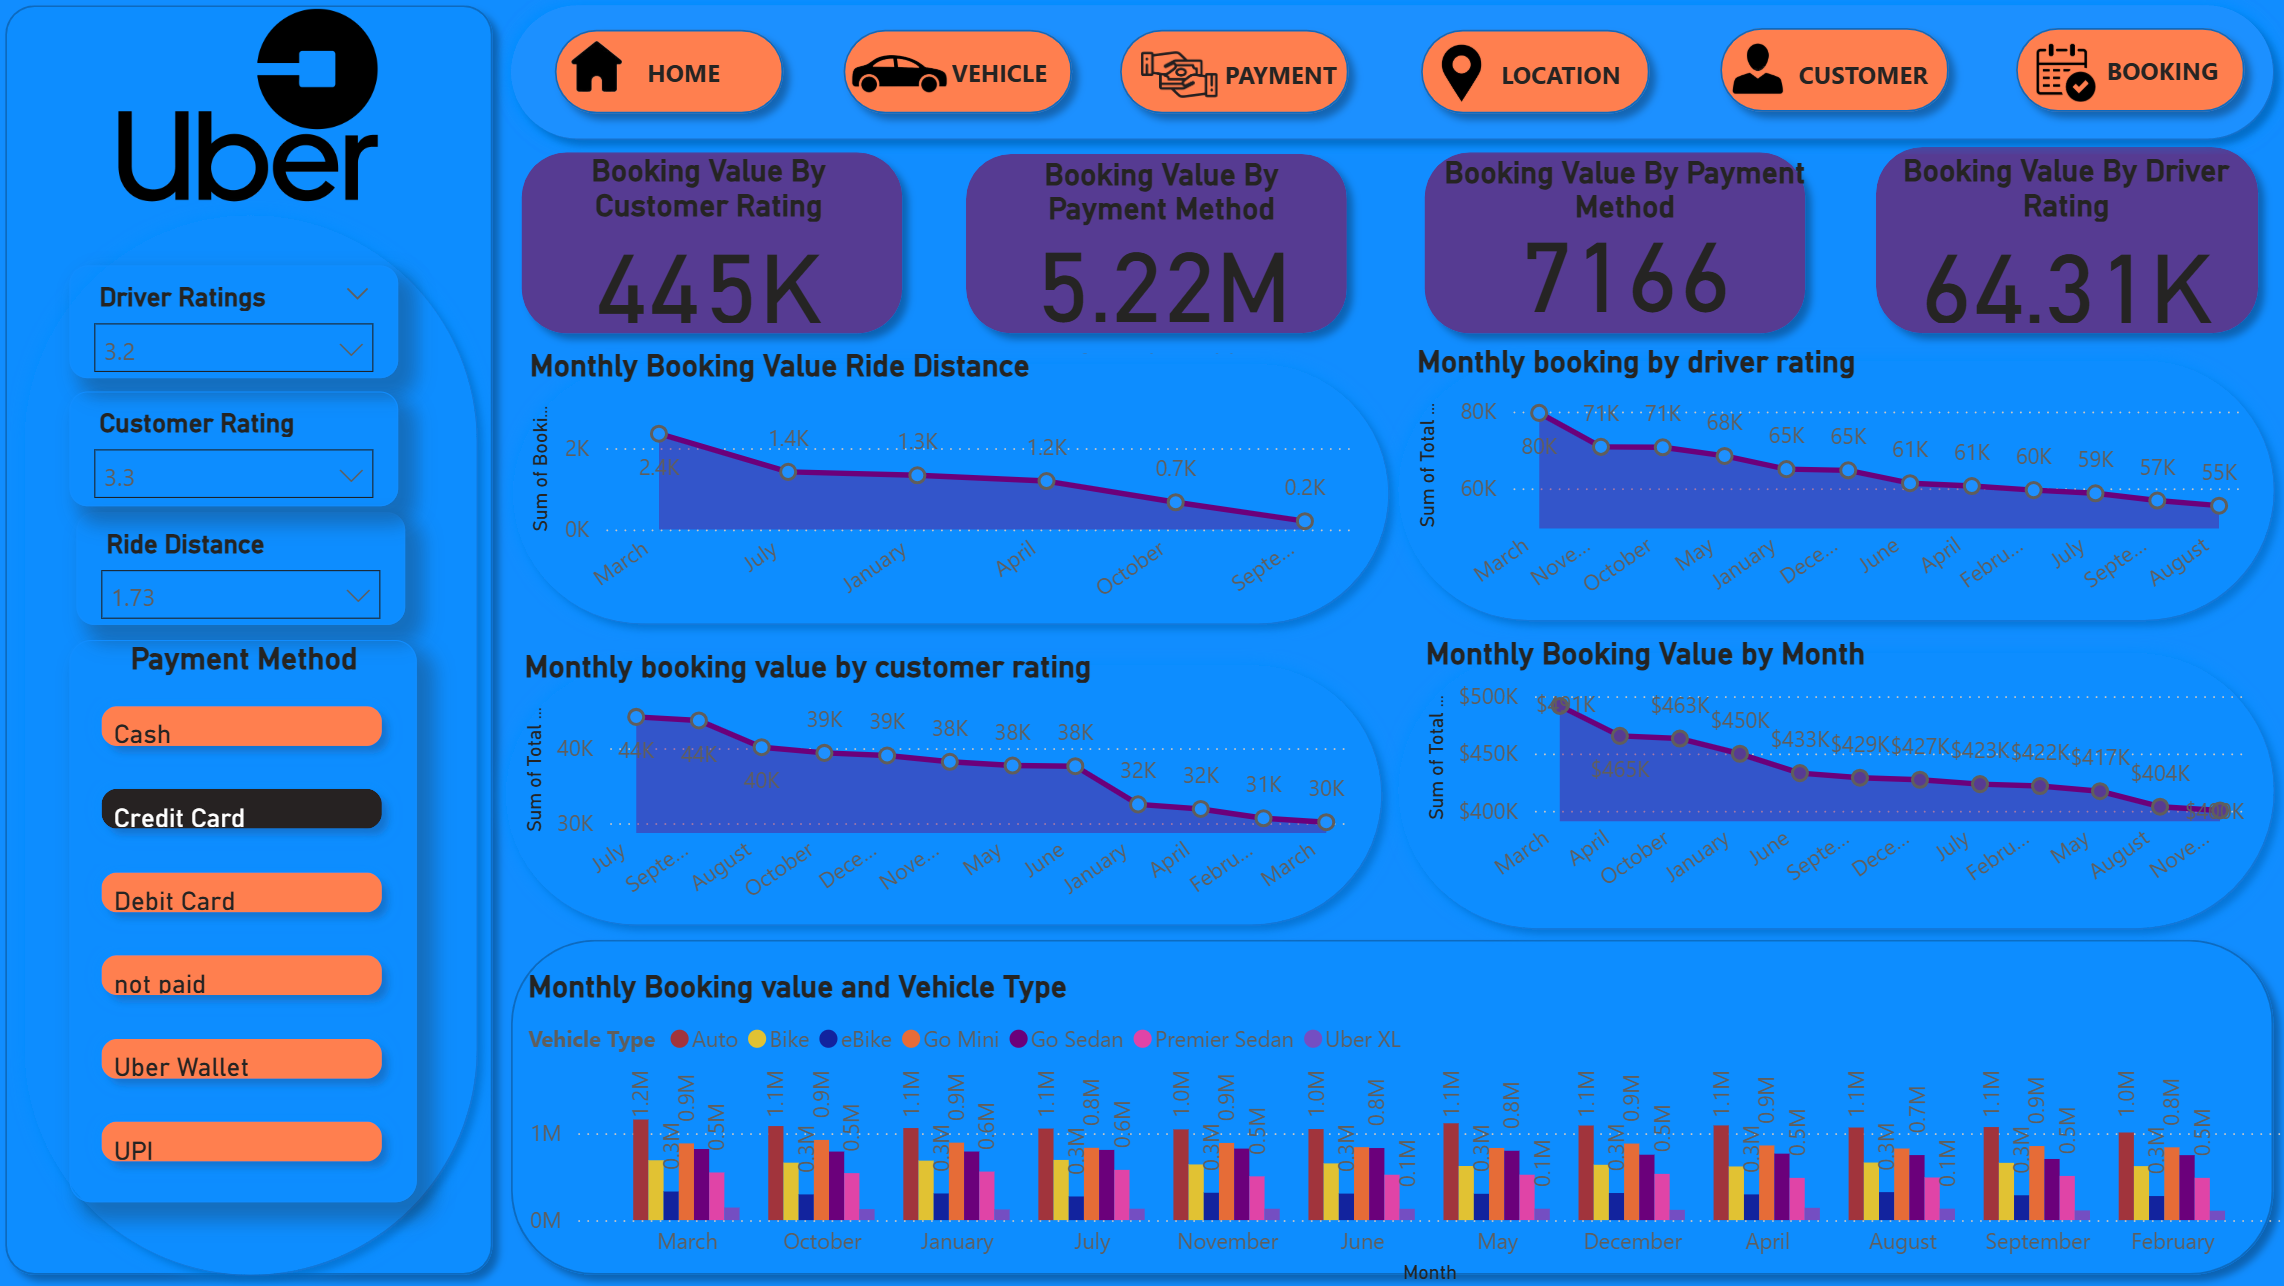 Uber
HOME
VEHICLE
PAYMENT
LOCATION
CUSTOMER
BOOKING
Driver Ratings
3.2
Customer Rating
3.3
Ride Distance
1.73
Payment Method
Cash
Credit Card
Debit Card
not paid
Uber Wallet
UPI
Booking Value By
Customer Rating
445K
Booking Value By
Payment Method
5.22M
Booking Value By Payment
Method
7166
Booking Value By Driver
Rating
64.31K
Monthly Booking Value Ride Distance
Sum of Booki...
2K
0K
2.4K
1.4K
1.3K
1.2K
0.7K
0.2K
March
July
January
April
October
Septe...
Monthly booking by driver rating
Sum of Total ...
80K
60K
80K
71K
71K
68K
65K
65K
61K
61K
60K
59K
57K
55K
March
Nove...
October
May
January
Dece...
June
April
Febru...
July
Septe...
August
Monthly booking value by customer rating
Sum of Total ...
40K
30K
44K
44K
40K
39K
39K
38K
38K
38K
32K
32K
31K
30K
July
Septe...
August
October
Dece...
Nove...
May
June
January
April
Febru...
March
Monthly Booking Value by Month
Sum of Total ...
$500K
$450K
$400K
$491K
$465K
$463K
$450K
$433K
$429K
$427K
$423K
$422K
$417K
$404K
March
April
October
January
June
Septe...
Dece...
July
Febru...
May
August
Nove...
Monthly Booking value and Vehicle Type
Vehicle Type Auto Bike eBike Go Mini Go Sedan Premier Sedan Uber XL
1M
0M
1.2M 0.3M 0.9M 0.5M
1.1M 0.3M 0.9M 0.5M
1.1M 0.3M 0.9M 0.6M
1.1M 0.3M 0.8M 0.6M
1.0M 0.3M 0.9M 0.5M
1.0M 0.3M 0.8M 0.1M
1.1M 0.3M 0.8M 0.1M
1.1M 0.3M 0.9M 0.5M
1.1M 0.3M 0.9M 0.5M
1.1M 0.3M 0.7M 0.1M
1.1M 0.3M 0.9M 0.5M
1.0M 0.3M 0.8M 0.5M
March
October
January
July
November
June
May
December
April
August
September
February
Month